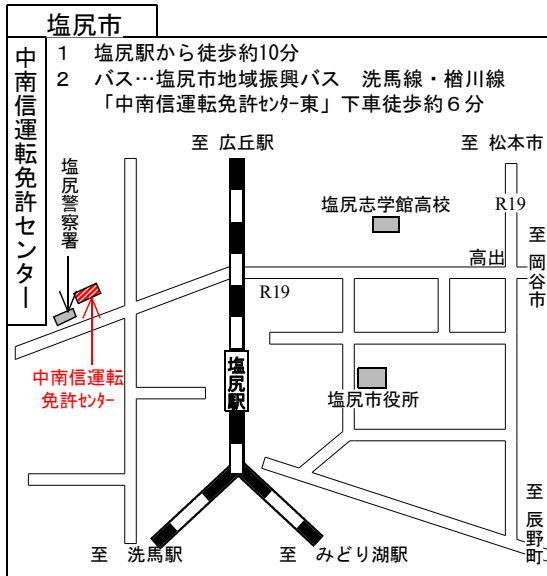 塩尻市
中南信運転免許センター
1 塩尻駅から徒歩約10分
2 バス…塩尻市地域振興バス 洗馬線・楢川線
「中南信運転免許ｾﾝﾀｰ東」下車徒歩約６分
至 広丘駅
至 松本市
塩尻警察署
塩尻志学館高校
R19
至 岡谷市
高出
R19
塩尻駅
中南信運転
免許ｾﾝﾀｰ
塩尻市役所
至 洗馬駅
至 みどり湖駅
至 辰野町